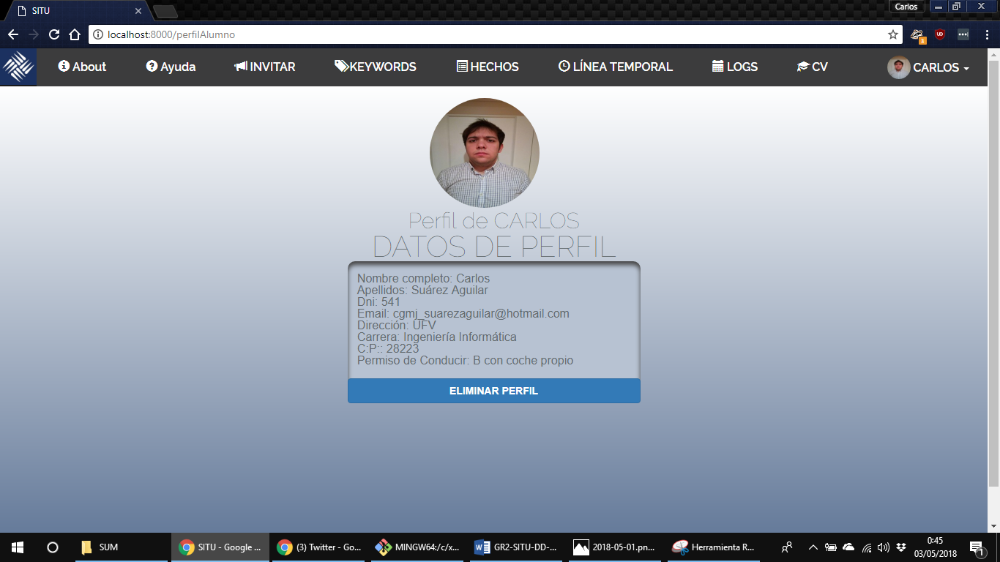 SITU
Carlos
localhost:8000/perfilAlumno
3
About Ayuda INVITAR KEYWORDS HECHOS LÍNEA TEMPORAL LOGS CV CARLOS
Perfil de CARLOS
DATOS DE PERFIL
Nombre completo: Carlos
Apellidos: Suárez Aguilar
Dni: 541
Email: cgmj_suarezaguilar@hotmail.com
Dirección: UFV
Carrera: Ingeniería Informática
C:P:: 28223
Permiso de Conducir: B con coche propio
ELIMINAR PERFIL
SUM SITU - Google ... (3) Twitter - Go... MINGW64:/c/x... GR2-SITU-DD-... 2018-05-01.pn... Herramienta R...
0:45
03/05/2018
1